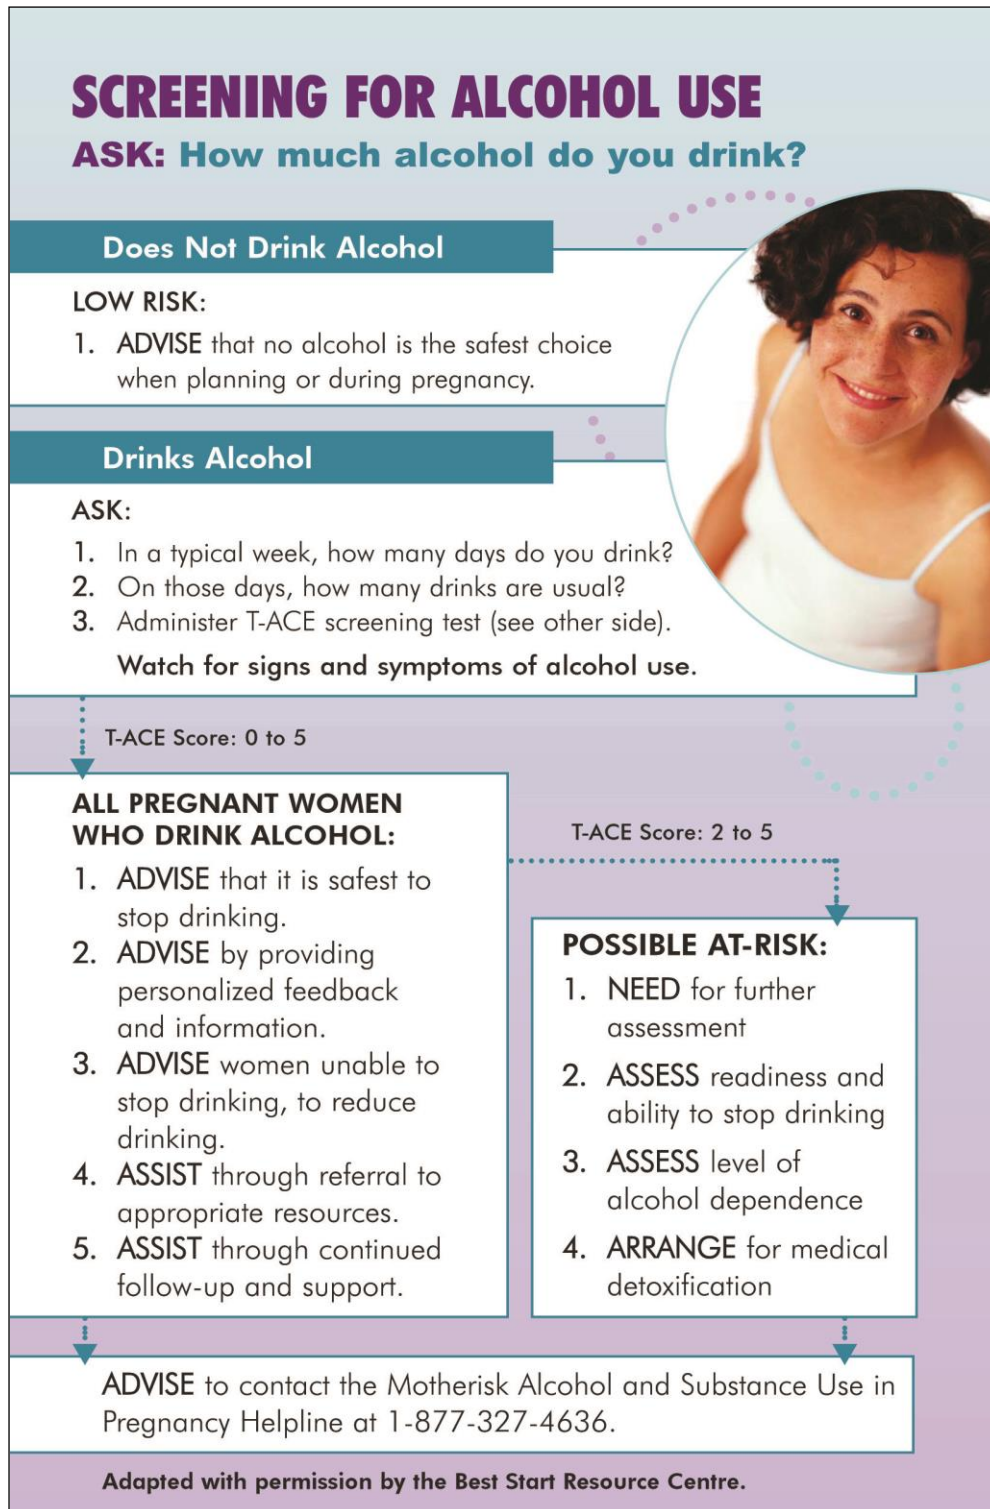 SCREENING FOR ALCOHOL USE
ASK: How much alcohol do you drink?
Does Not Drink Alcohol
LOW RISK:
1. ADVISE that no alcohol is the safest choice
when planning or during pregnancy.
Drinks Alcohol
ASK:
1. In a typical week, how many days do you drink?
2. On those days, how many drinks are usual?
3. Administer T-ACE screening test (see other side).
Watch for signs and symptoms of alcohol use.
T-ACE Score: 0 to 5
ALL PREGNANT WOMEN
WHO DRINK ALCOHOL:
1. ADVISE that it is safest to
stop drinking.
2. ADVISE by providing
personalized feedback
and information.
3. ADVISE women unable to
stop drinking, to reduce
drinking.
4. ASSIST through referral to
appropriate resources.
5. ASSIST through continued
follow-up and support.
T-ACE Score: 2 to 5
POSSIBLE AT-RISK:
1. NEED for further
assessment
2. ASSESS readiness and
ability to stop drinking
3. ASSESS level of
alcohol dependence
4. ARRANGE for medical
detoxification
ADVISE to contact the Motherisk Alcohol and Substance Use in
Pregnancy Helpline at 1-877-327-4636.
Adapted with permission by the Best Start Resource Centre.